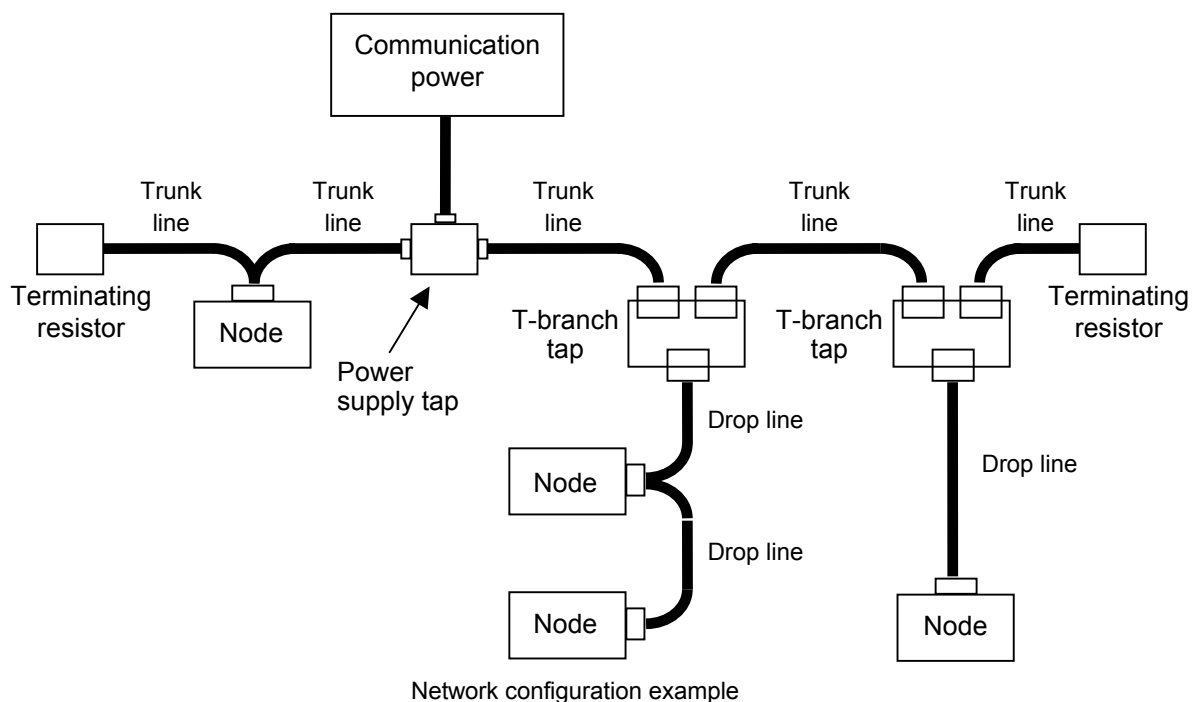 Communication
power
Trunk
line
Trunk
line
Trunk
line
Trunk
line
Trunk
line
Terminating
resistor
Node
Power
supply tap
T-branch
tap
T-branch
tap
Terminating
resistor
Drop line
Node
Drop line
Drop line
Node
Node
Network configuration example